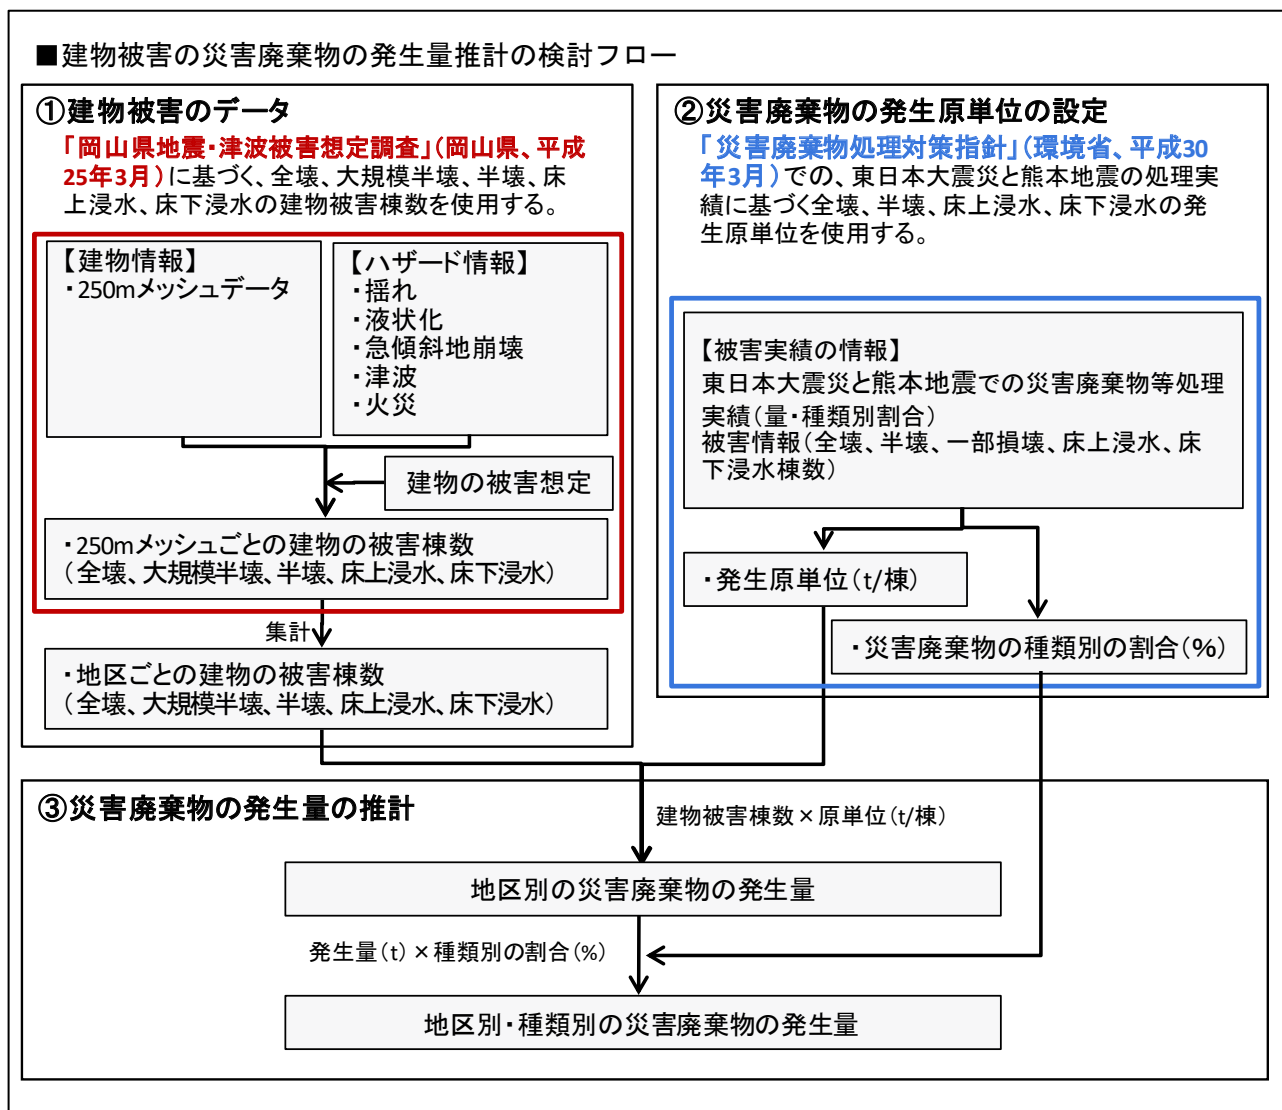 ■建物被害の災害廃棄物の発生量推計の検討フロー
①建物被害のデータ
「岡山県地震・津波被害想定調査」(岡山県、平成
25年3月)に基づく、全壊、大規模半壊、半壊、床
上浸水、床下浸水の建物被害棟数を使用する。
【建物情報】
・250mメッシュデータ
【ハザード情報】
・揺れ
・液状化
・急傾斜地崩壊
・津波
・火災
建物の被害想定
・250mメッシュごとの建物の被害棟数
(全壊、大規模半壊、半壊、床上浸水、床下浸水)
集計
・地区ごとの建物の被害棟数
(全壊、大規模半壊、半壊、床上浸水、床下浸水)
②災害廃棄物の発生原単位の設定
「災害廃棄物処理対策指針」(環境省、平成30
年3月)での、東日本大震災と熊本地震の処理実
績に基づく全壊、半壊、床上浸水、床下浸水の発
生原単位を使用する。
【被害実績の情報】
東日本大震災と熊本地震での災害廃棄物等処理
実績(量・種類別割合)
被害情報(全壊、半壊、一部損壊、床上浸水、床
下浸水棟数)
・発生原単位(t/棟)
・災害廃棄物の種類別の割合(%)
③災害廃棄物の発生量の推計
建物被害棟数×原単位(t/棟)
地区別の災害廃棄物の発生量
発生量(t)×種類別の割合(%)
地区別・種類別の災害廃棄物の発生量